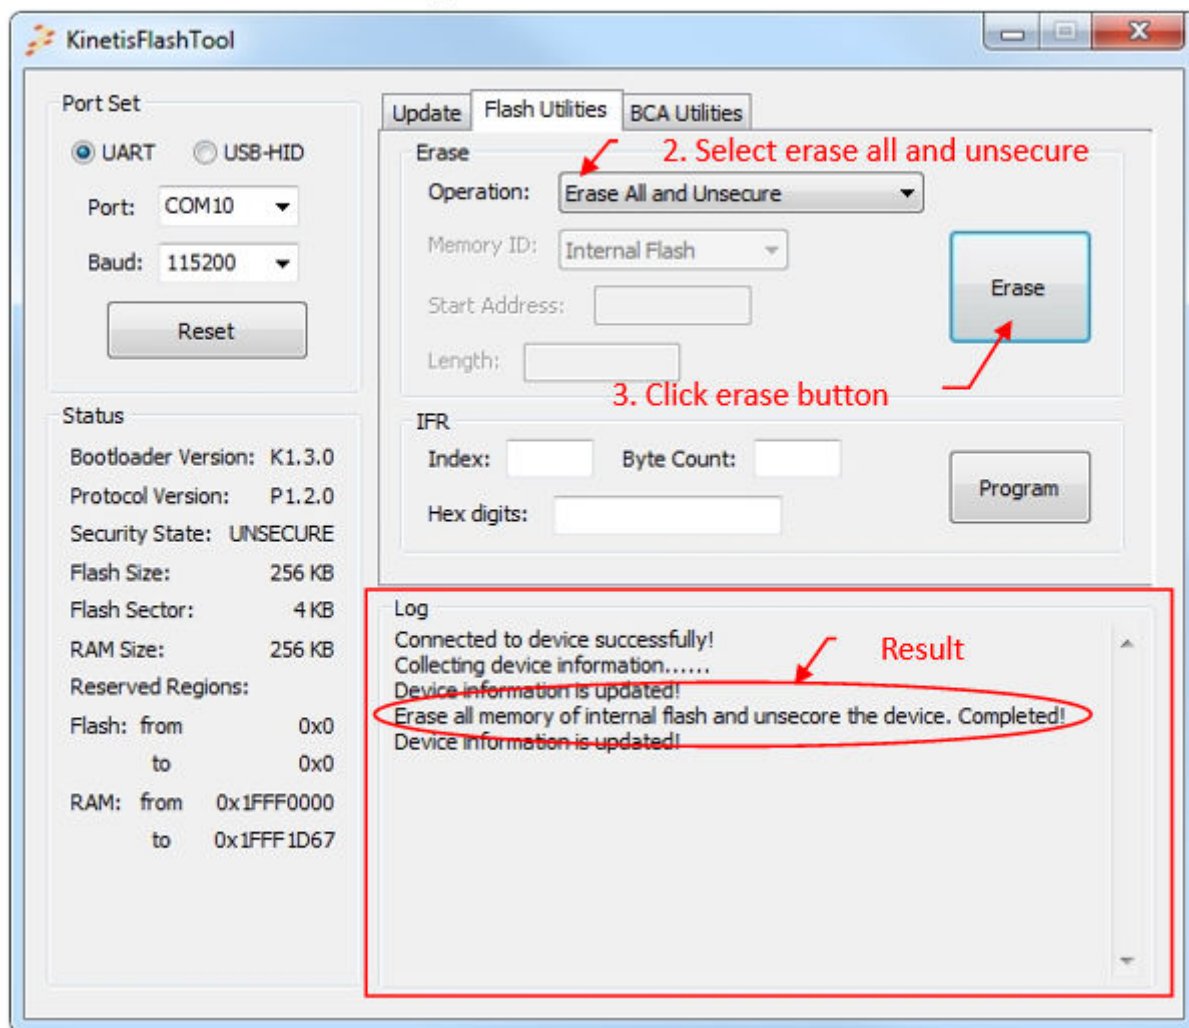 KinetisFlashTool
Port Set
UART USB-HID
Port: COM10
Baud: 115200
Reset
Status
Bootloader Version: K1.3.0
Protocol Version: P1.2.0
Security State: UNSECURE
Flash Size: 256 KB
Flash Sector: 4 KB
RAM Size: 256 KB
Reserved Regions:
Flash: from 0x0
to 0x0
RAM: from 0x1FFF0000
to 0x1FFF1D67
Update Flash Utilities BCA Utilities
Erase
2. Select erase all and unsecure
Operation: Erase All and Unsecure
Memory ID: Internal Flash
Start Address:
Length:
Erase
3. Click erase button
IFR
Index: Byte Count:
Hex digits:
Program
Log
Connected to device successfully!
Result
Collecting device information......
Device information is updated!
Erase all memory of internal flash and unsecore the device. Completed!
Device information is updated!